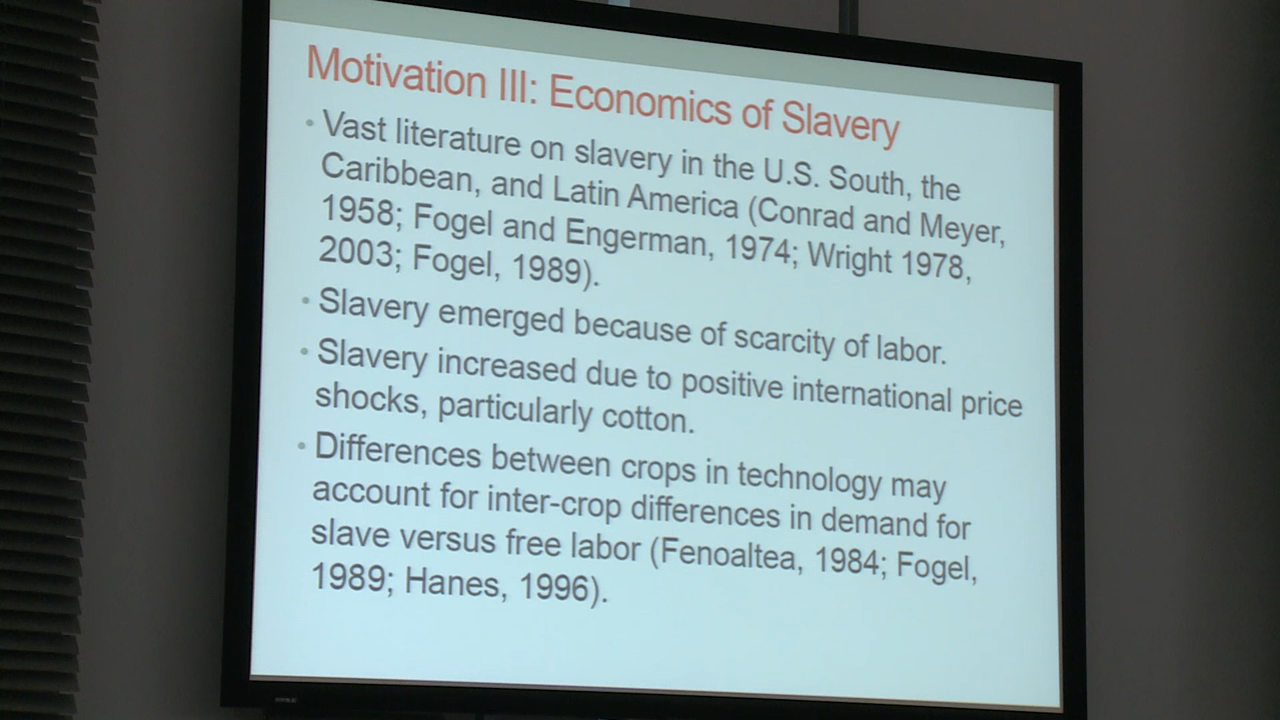 Motivation III: Economics of Slavery
• Vast literature on slavery in the U.S. South, the
Caribbean, and Latin America (Conrad and Meyer,
1958; Fogel and Engerman, 1974; Wright 1978,
2003; Fogel, 1989).
• Slavery emerged because of scarcity of labor.
• Slavery increased due to positive international price
shocks, particularly cotton.
• Differences between crops in technology may
account for inter-crop differences in demand for
slave versus free labor (Fenoaltea, 1984; Fogel,
1989; Hanes, 1996).